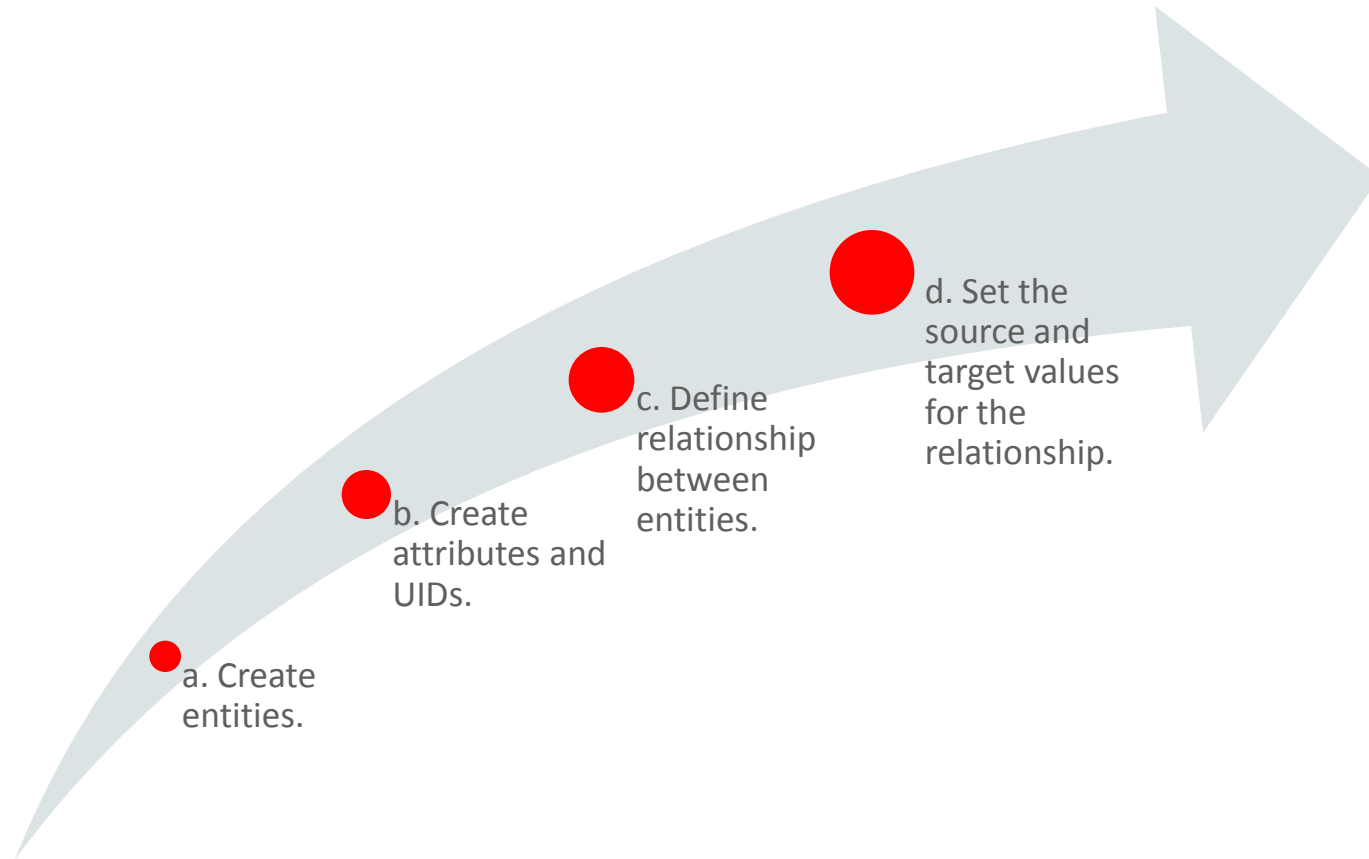 a. Create
entities.
b. Create
attributes and
UIDs.
c. Define
relationship
between
entities.
d. Set the
source and
target values
for the
relationship.